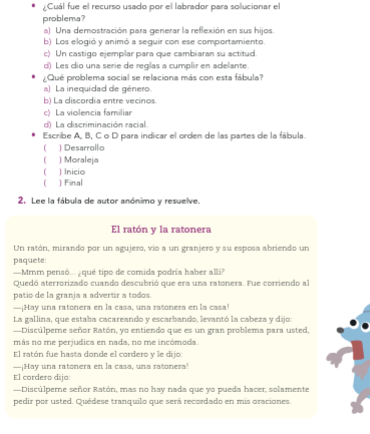 • ¿Cuál fue el recurso usado por el labrador para solucionar el
problema?
a) Una demostración para generar la reflexión en sus hijos.
b) Los elogió y animó a seguir con ese comportamiento.
c) Un castigo ejemplar para que cambiaran su actitud.
d) Les dio una serie de reglas a cumplir en adelante.
• ¿Qué problema social se relaciona más con esta fábula?
a) La inequidad de género.
b) La discordia entre vecinos.
c) La violencia familiar
d) La discriminación racial.
• Escribe A, B, C o D para indicar el orden de las partes de la fábula.
( ) Desarrollo
( ) Moraleja
( ) Inicio
( ) Final
2. Lee la fábula de autor anónimo y resuelve.
El ratón y la ratonera
Un ratón, mirando por un agujero, vio a un granjero y su esposa abriendo un
paquete:
—Mmm pensó... ¿qué tipo de comida podría haber allí?
Quedó aterrorizado cuando descubrió que era una ratonera. Fue corriendo al
patio de la granja a advertir a todos.
—¡Hay una ratonera en la casa, una ratonera en la casa!
La gallina, que estaba cacareando y escarbando, levantó la cabeza y dijo:
—Discúlpeme señor Ratón, yo entiendo que es un gran problema para usted,
más no me perjudica en nada, no me incómoda.
El ratón fue hasta donde el cordero y le dijo:
—¡Hay una ratonera en la casa, una ratonera!
El cordero dijo:
—Discúlpeme señor Ratón, mas no hay nada que yo pueda hacer, solamente
pedir por usted. Quédese tranquilo que será recordado en mis oraciones.